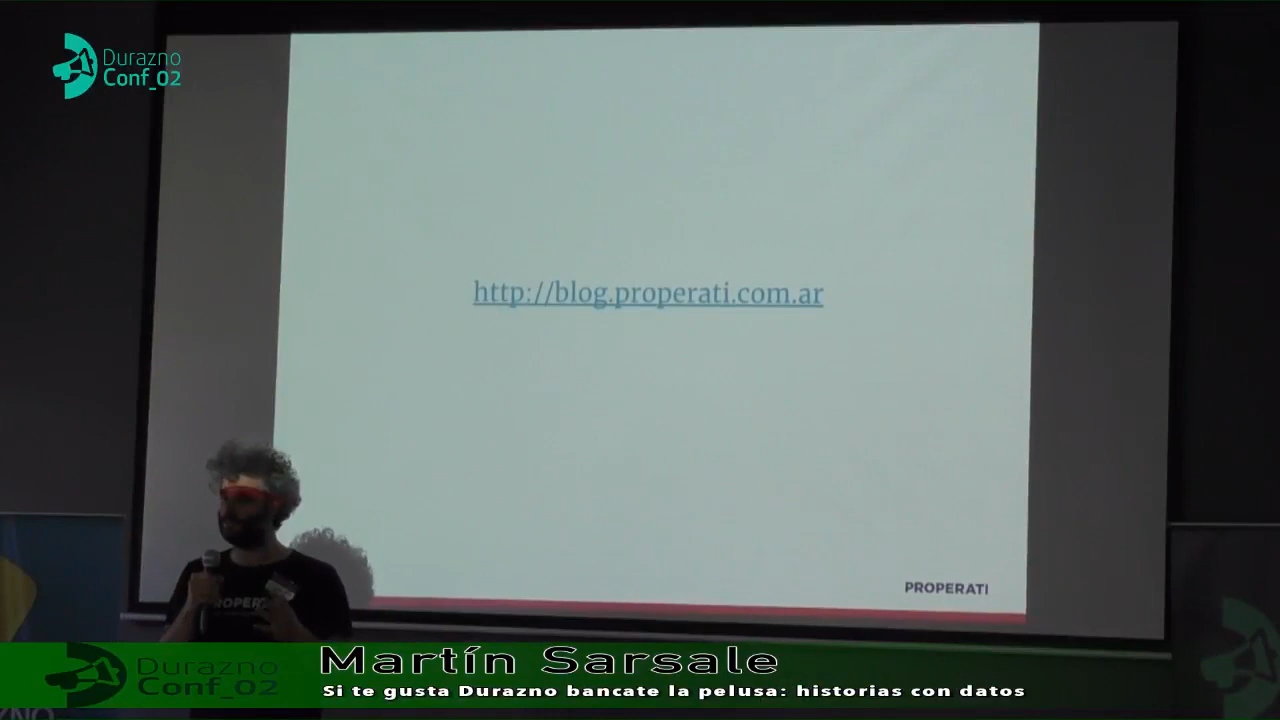 Durazno
Conf_02
http://blog.properati.com.ar
PROPERATI
Durazno
Conf_02
Martín Sarsale
Si te gusta Durazno bancate la pelusa: historias con datos